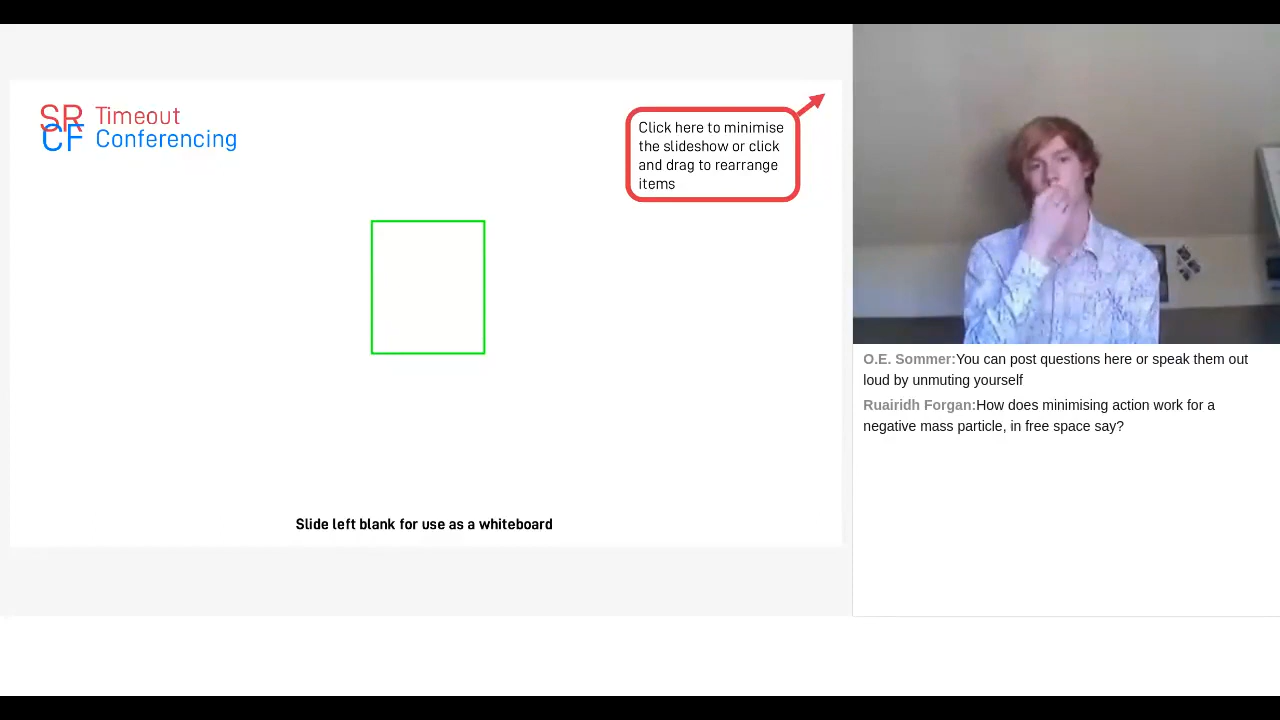 SR Timeout
CF Conferencing
Click here to minimise
the slideshow or click
and drag to rearrange
items
Slide left blank for use as a whiteboard
O.E. Sommer:You can post questions here or speak them out
loud by unmuting yourself
Ruairidh Forgan:How does minimising action work for a
negative mass particle, in free space say?